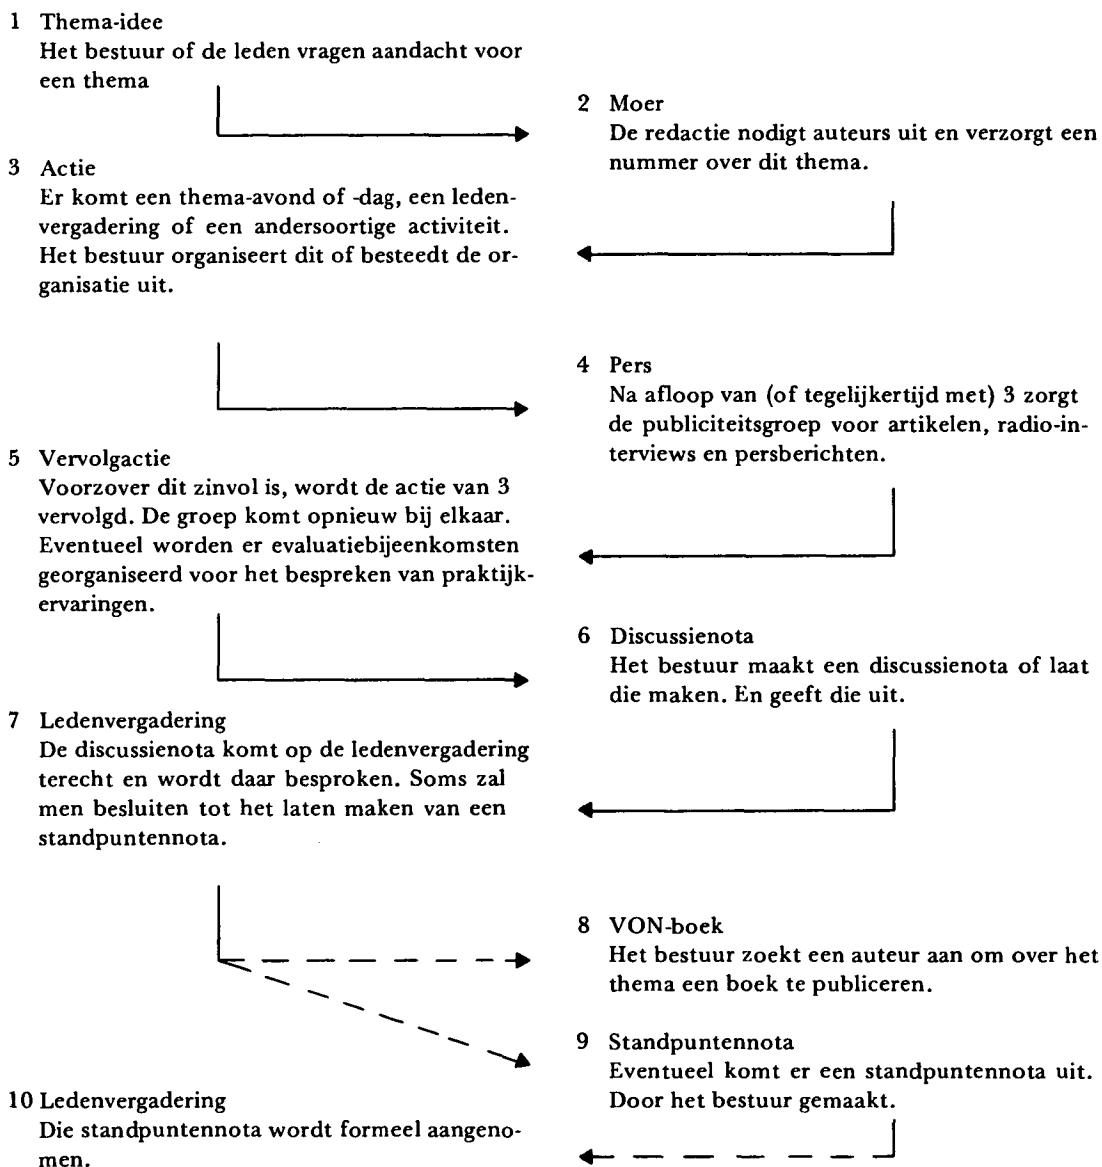 1 Thema-idee
Het bestuur of de leden vragen aandacht voor
een thema
2 Moer
De redactie nodigt auteurs uit en verzorgt een
nummer over dit thema.
3 Actie
Er komt een thema-avond of -dag, een leden-
vergadering of een andersoortige activiteit.
Het bestuur organiseert dit of besteedt de or-
ganisatie uit.
4 Pers
Na afloop van (of tegelijkertijd met) 3 zorgt
de publiciteitsgroep voor artikelen, radio-in-
terviews en persberichten.
5 Vervolgactie
Voorzover dit zinvol is, wordt de actie van 3
vervolgd. De groep komt opnieuw bij elkaar.
Eventueel worden er evaluatiebijeenkomsten
georganiseerd voor het bespreken van praktijk-
ervaringen.
6 Discussienota
Het bestuur maakt een discussienota of laat
die maken. En geeft die uit.
7 Ledenvergadering
De discussienota komt op de ledenvergadering
terecht en wordt daar besproken. Soms zal
men besluiten tot het laten maken van een
standpuntennota.
8 VON-boek
Het bestuur zoekt een auteur aan om over het
thema een boek te publiceren.
9 Standpuntennota
Eventueel komt er een standpuntennota uit.
Door het bestuur gemaakt.
10 Ledenvergadering
Die standpuntennota wordt formeel aangeno-
men.